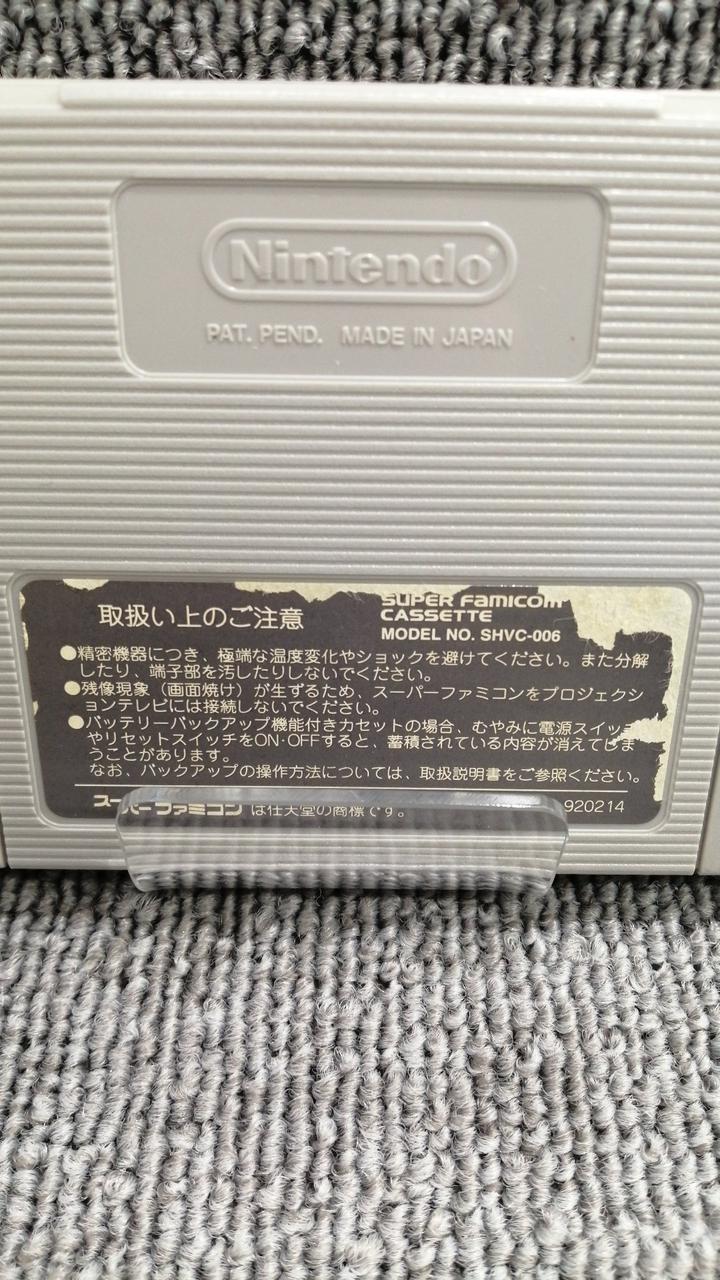 Nintendo®
PAT. PEND. MADE IN JAPAN
取扱い上のご注意
SUPER FAMICOM
CASSETTE
MODEL NO. SHVC-006
●精密機器につき、極端な温度変化やショックを避けてください。また分解
したり、端子部を汚したりしないでください。
●残像現象（画面焼け）が生ずるため、スーパーファミコンをプロジェクシ
ョンテレビには接続しないでください。
●バッテリーバックアップ機能付きカセットの場合、むやみに電源スイッチ
やリセットスイッチをON·OFFすると、蓄積されている内容が消えてしま
うことがあります。
なお、バックアップの操作方法については、取扱説明書をご参照ください。
スーパーファミコン は任天堂の商標です。
920214